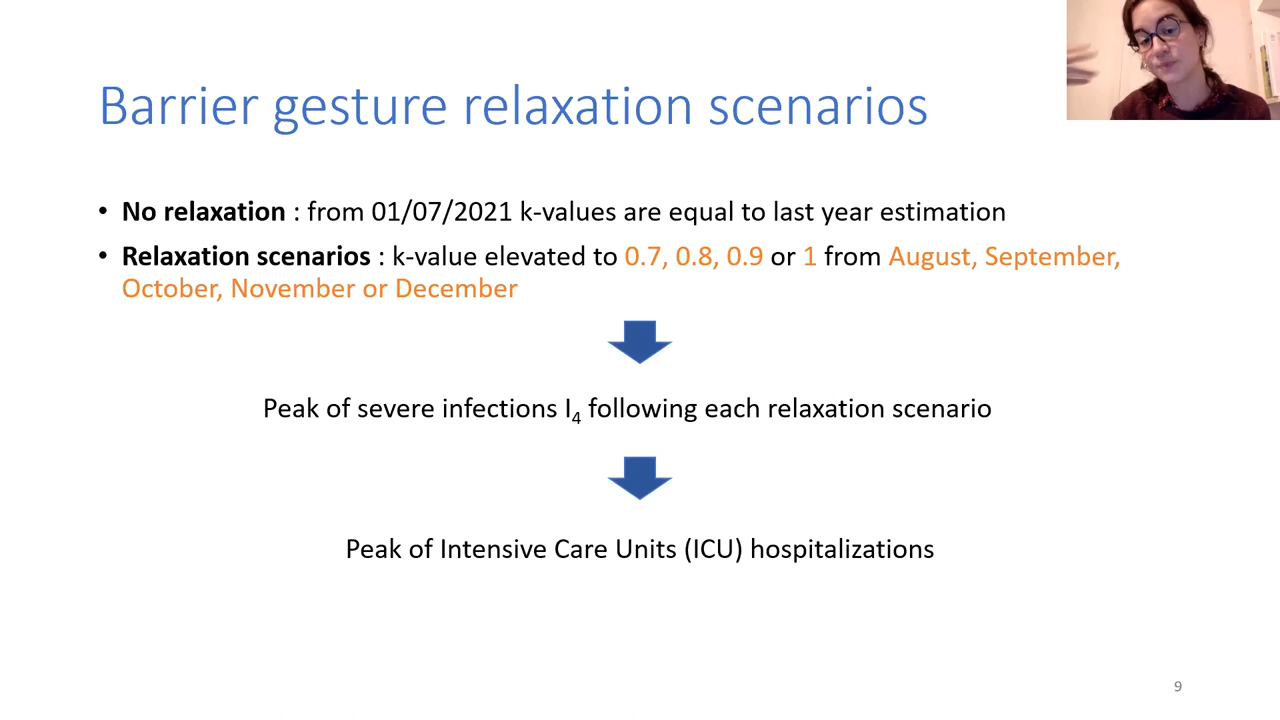 Barrier gesture relaxation scenarios
• No relaxation : from 01/07/2021 k-values are equal to last year estimation
• Relaxation scenarios : k-value elevated to 0.7, 0.8, 0.9 or 1 from August, September,
October, November or December
Peak of severe infections I₄ following each relaxation scenario
Peak of Intensive Care Units (ICU) hospitalizations
9